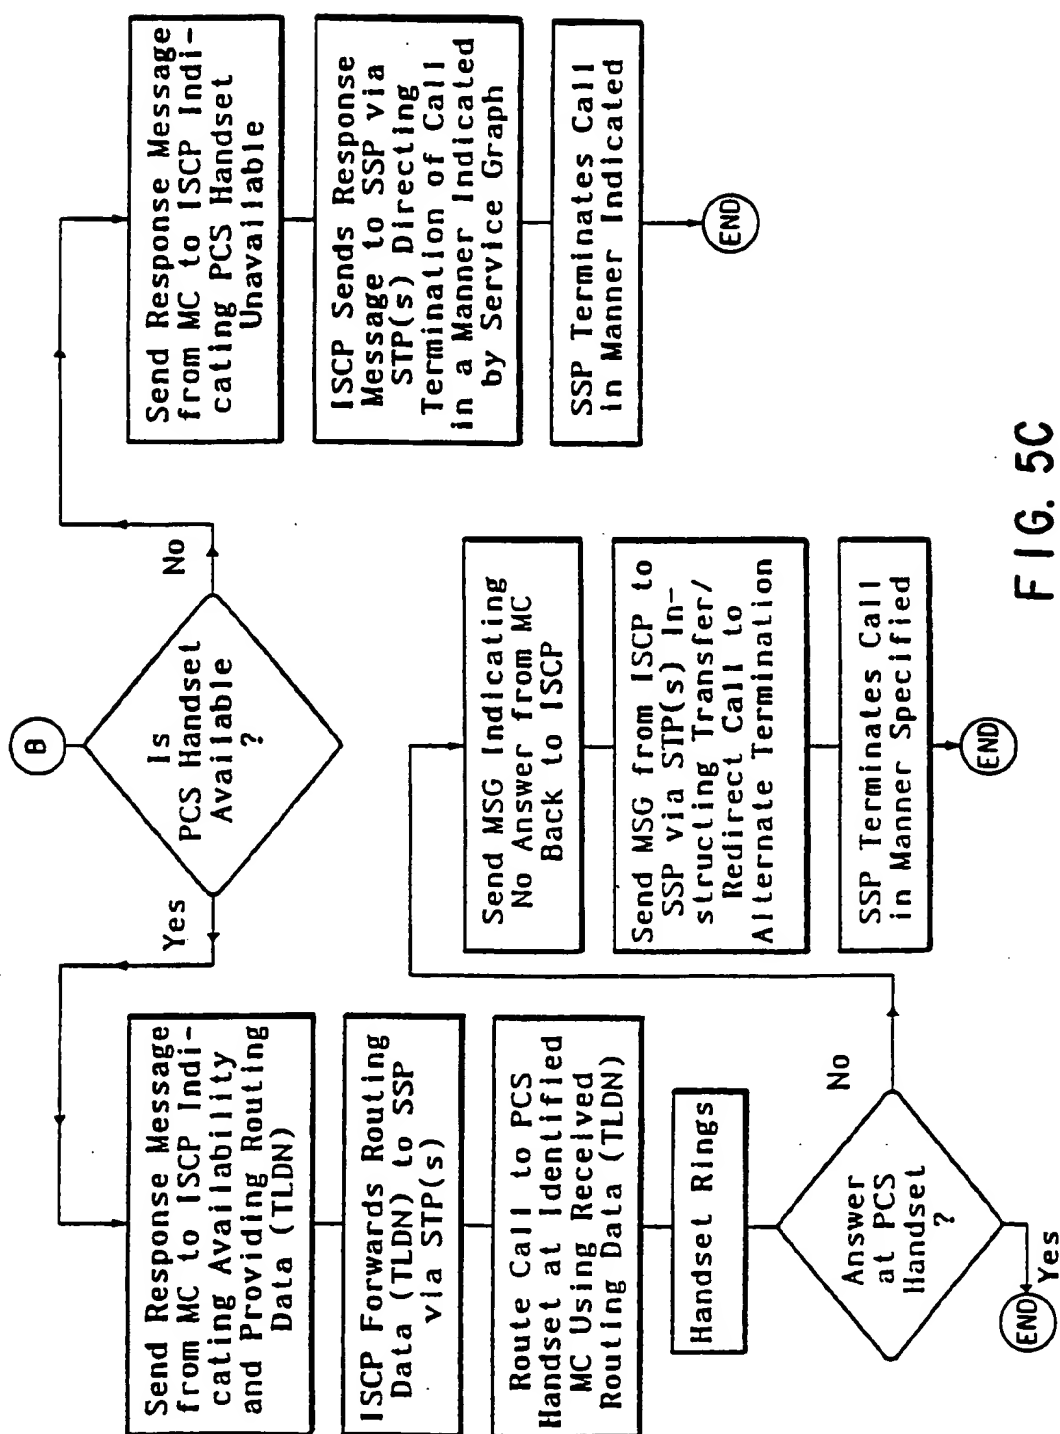 B
Is
PCS Handset
Available
?
Yes
No
Send Response Message
from MC to ISCP Indi-
cating Availability
and Providing Routing
Data (TLDN)
ISCP Forwards Routing
Data (TLDN) to SSP
via STP(s)
Route Call to PCS
Handset at Identified
MC Using Received
Routing Data (TLDN)
Handset Rings
Answer
at PCS
Handset
?
Yes
END
No
Send MSG Indicating
No Answer from MC
Back to ISCP
Send MSG from ISCP to
SSP via STP(s) In-
structing Transfer/
Redirect Call to
Alternate Termination
SSP Terminates Call
in Manner Specified
END
Send Response Message
from MC to ISCP Indi-
cating PCS Handset
Unavailable
ISCP Sends Response
Message to SSP via
STP(s) Directing
Termination of Call
in a Manner Indicated
by Service Graph
SSP Terminates Call
in Manner Indicated
END
FIG. 5C